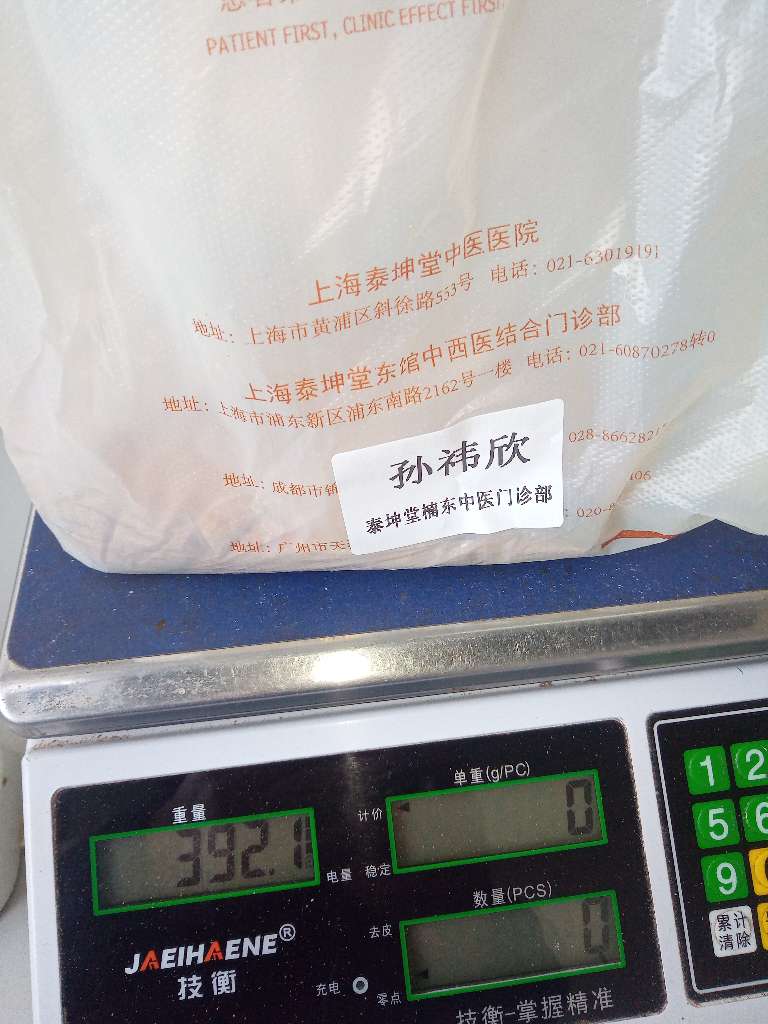 PATIENT FIRST, CLINIC EFFECT FIRST
上海泰坤堂中医医院
地址：上海市黄浦区斜徐路553号 电话：021-63019191
上海泰坤堂东馆中西医结合门诊部
地址：上海市浦东新区浦东南路2162号一楼 电话：021-60870278转0
028-866282
地址：成都市锦
06
020-
地址：广州市天
孙祎欣
泰坤堂楠东中医门诊部
重量
392.1
计价
单重(g/PC)
0
电量 稳定
去皮
数量(PCS)
0
充电
零点
JAEIHAENE®
技衡
技衡-掌握精准
1
2
5
6
9
累计
清除